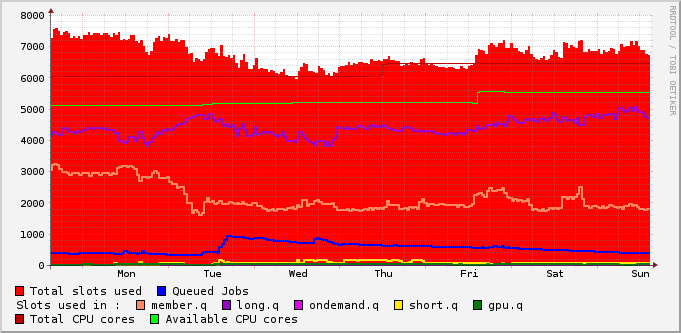 8000
7000
6000
5000
4000
3000
2000
1000
0
Mon Tue Wed Thu Fri Sat Sun
Total slots used Queued Jobs
Slots used in : member.q long.q ondemand.q short.q gpu.q
Total CPU cores Available CPU cores
RRDTOOL / TOBI OETIKER